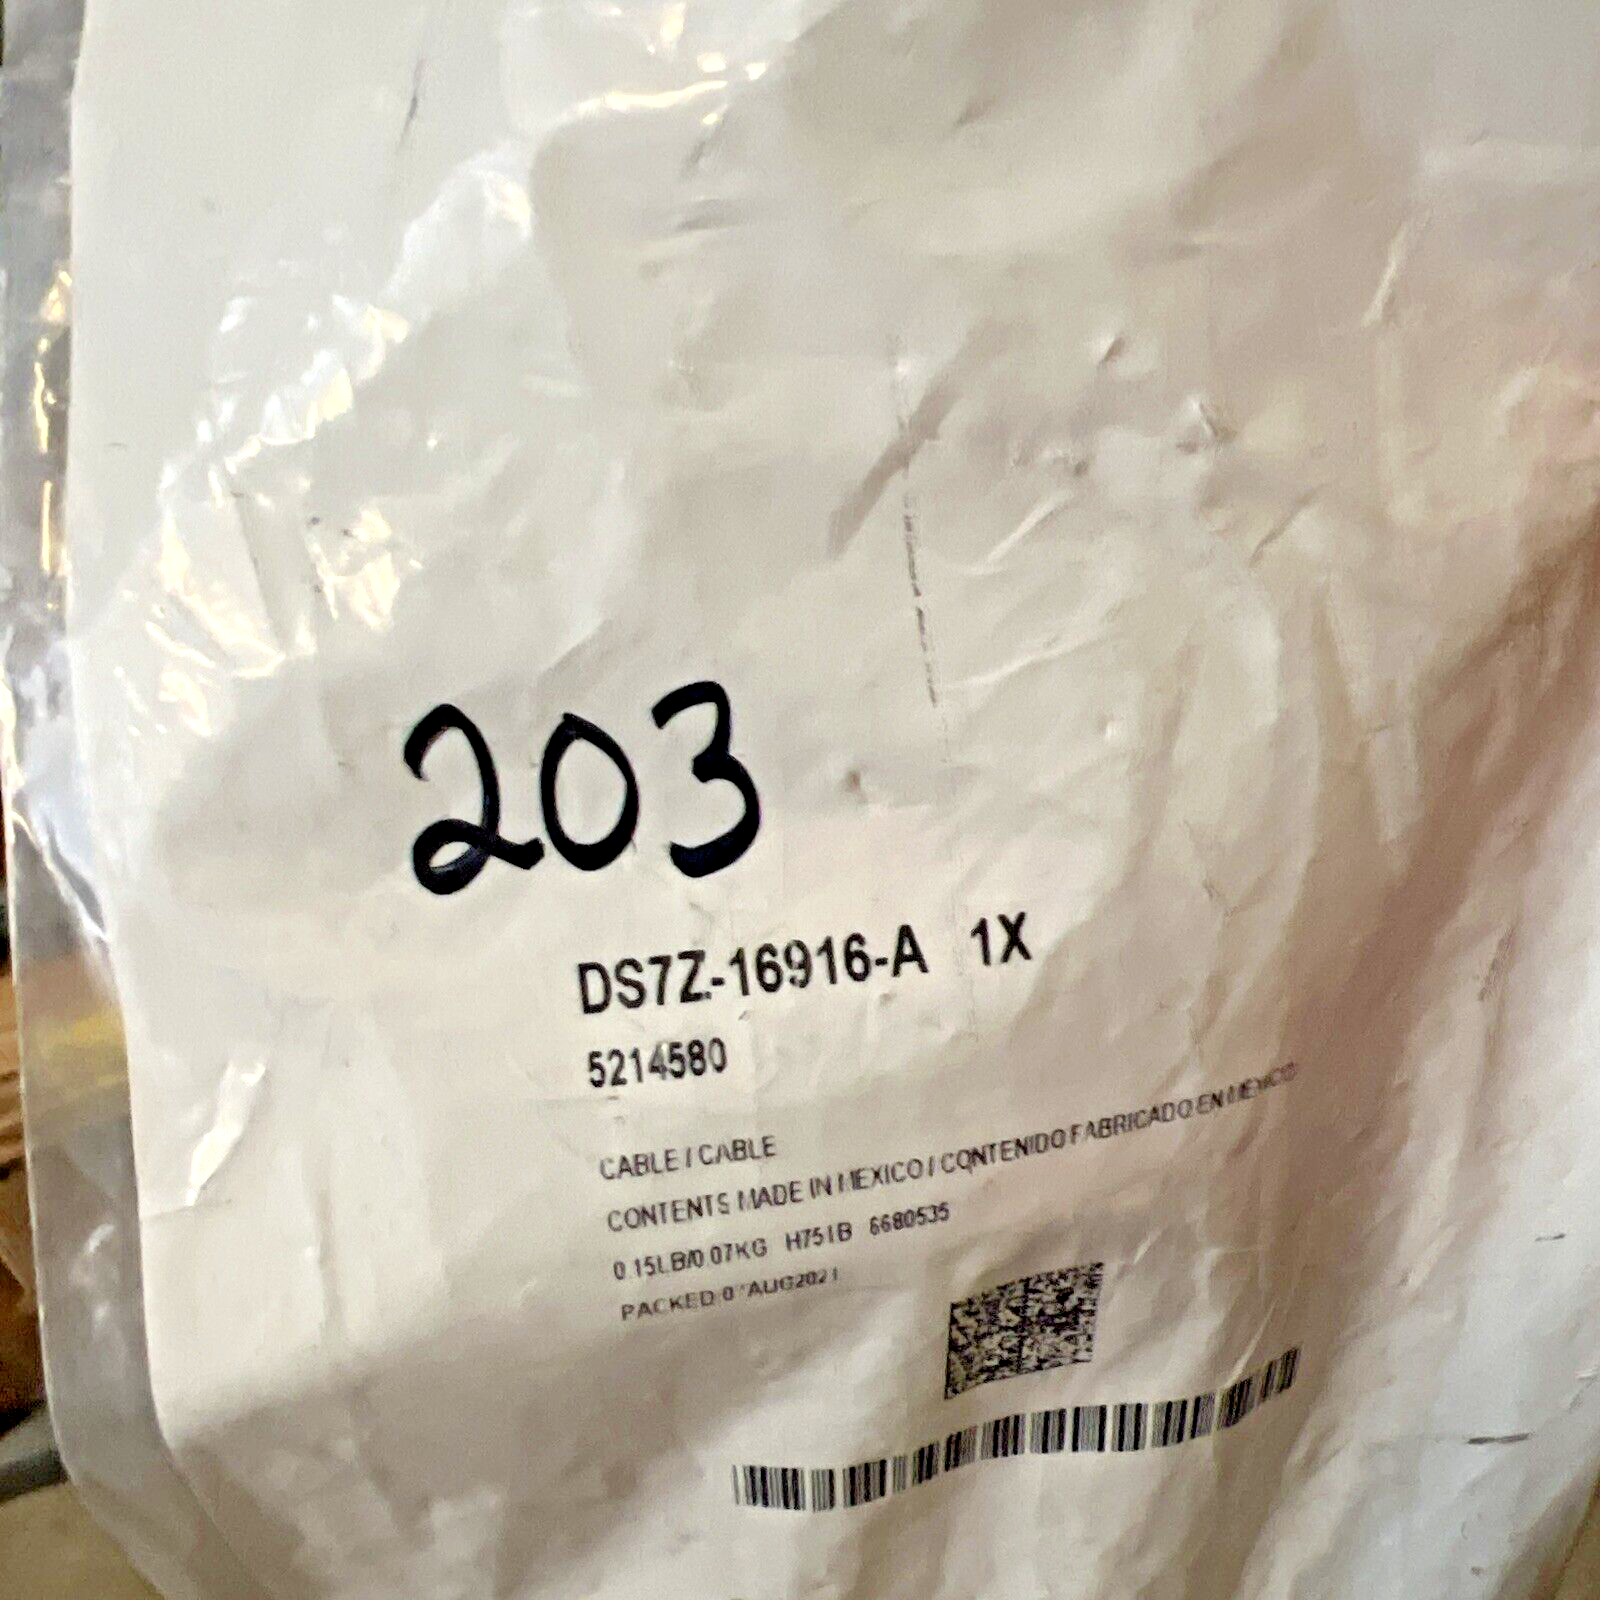 203
DS7Z-16916-A 1X
5214580
CABLE / CABLE
CONTENTS MADE IN MEXICO / CONTENIDO FABRICADO EN MEXICO
0.15LB/0.07KG 6680535
PACKED: